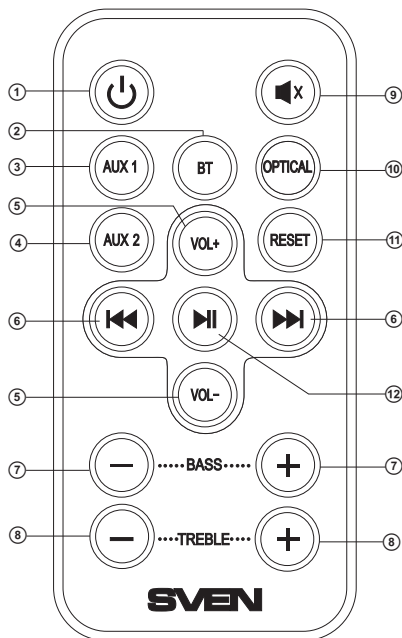 1
9
2
3
AUX 1
BT
OPTICAL
10
5
4
AUX 2
VOL+
RESET
11
6
6
5
VOL−
12
7
BASS
7
8
TREBLE
8
SVEN